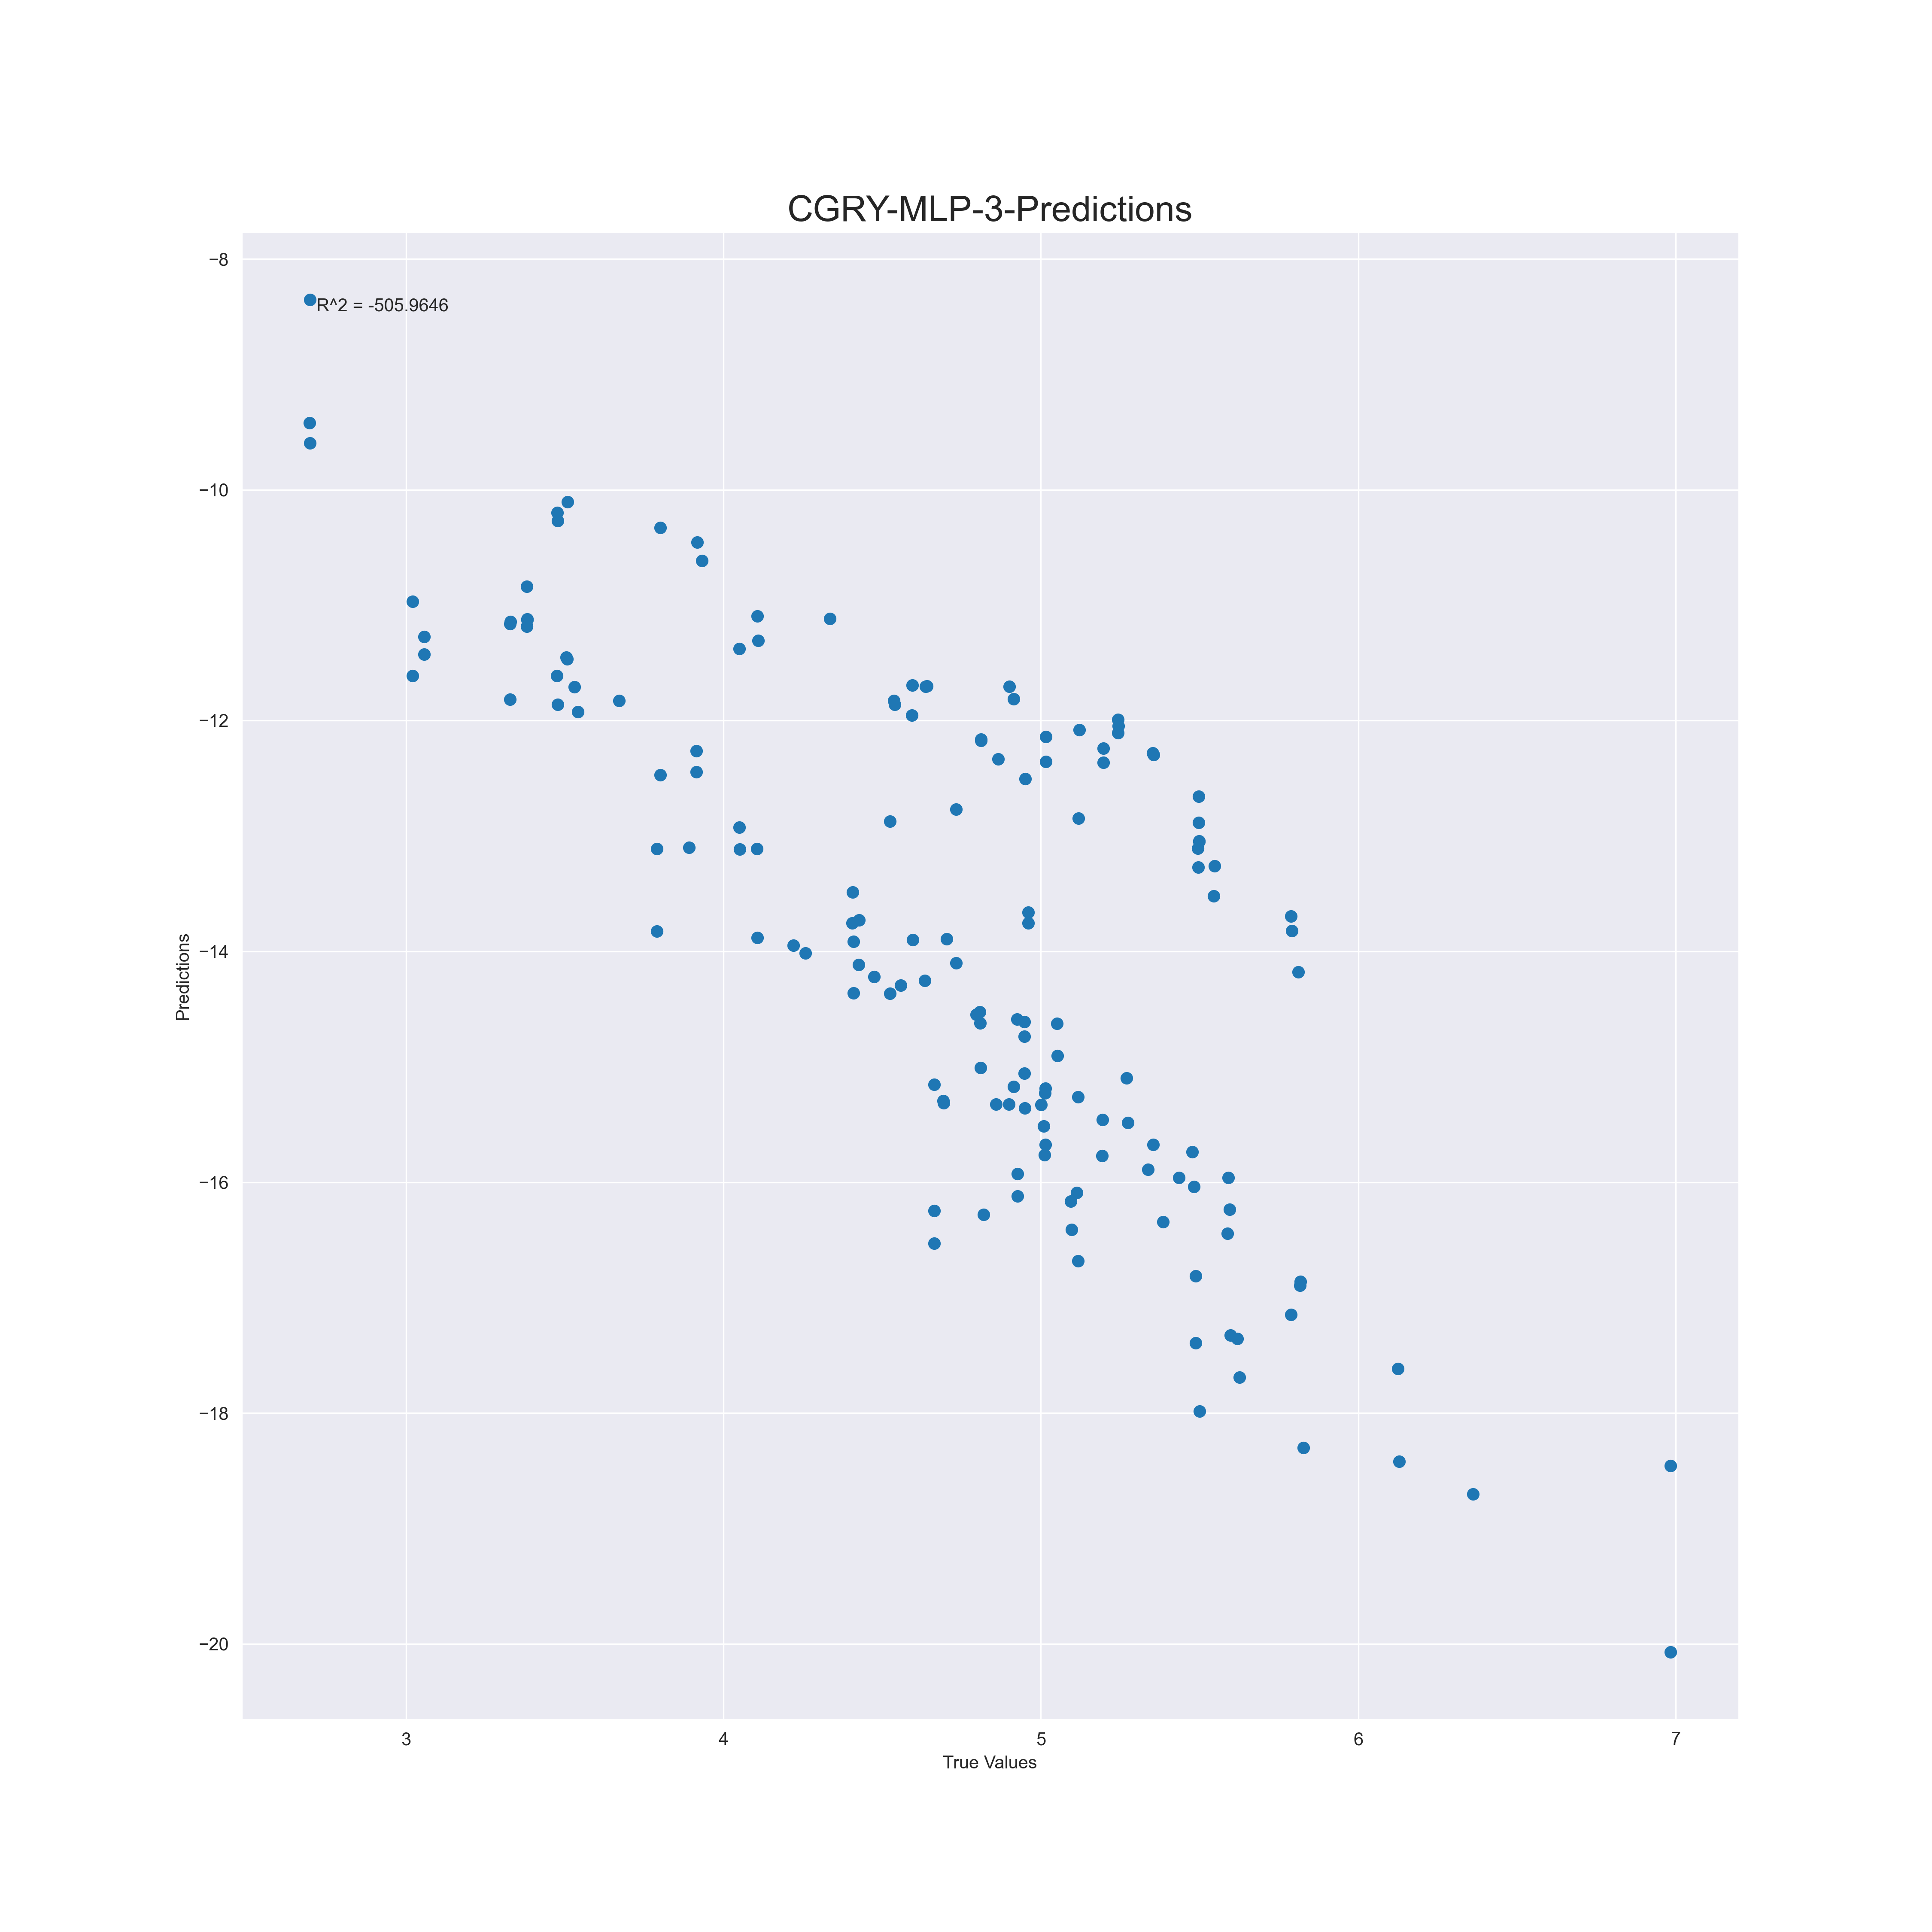 CGRY-MLP-3-Predictions
−8
R^2 = -505.9646
−10
−12
−14
Predictions
−16
−18
−20
3 4 5 6 7
True Values